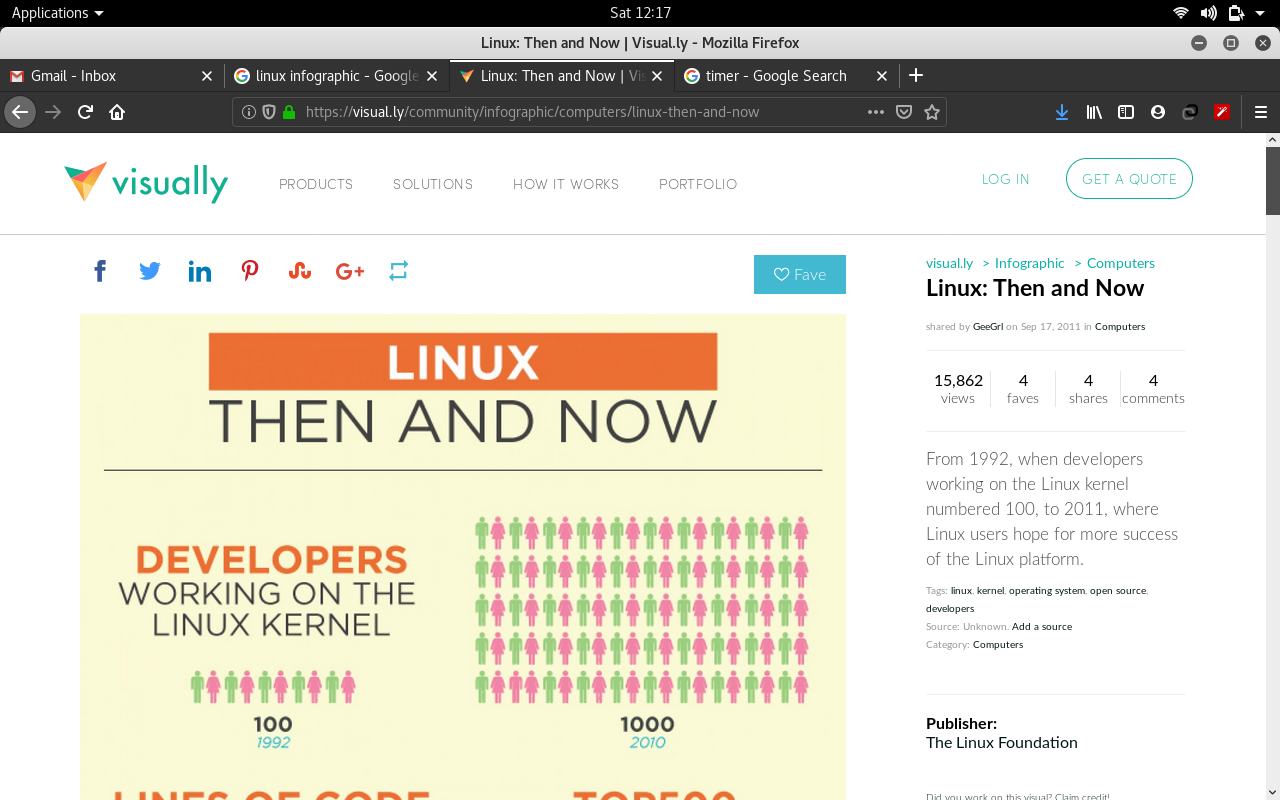 Applications
Sat 12:17
Linux: Then and Now | Visual.ly - Mozilla Firefox
Gmail - Inbox
linux infographic - Google
Linux: Then and Now | Vis
timer - Google Search
https://visual.ly/community/infographic/computers/linux-then-and-now
visually
PRODUCTS
SOLUTIONS
HOW IT WORKS
PORTFOLIO
LOG IN
GET A QUOTE
Fave
LINUX
THEN AND NOW
DEVELOPERS
WORKING ON THE
LINUX KERNEL
100
1992
1000
2010
LINES OF CODE
TOP500
visual.ly > Infographic > Computers
Linux: Then and Now
shared by GeeGrl on Sep 17, 2011 in Computers
15,862 views
4 faves
4 shares
4 comments
From 1992, when developers
working on the Linux kernel
numbered 100, to 2011, where
Linux users hope for more success
of the Linux platform.
Tags: linux, kernel, operating system, open source,
developers
Source: Unknown. Add a source
Category: Computers
Publisher:
The Linux Foundation
Did you work on this visual? Claim credit!